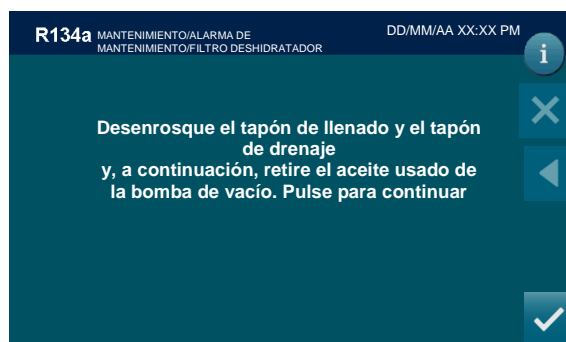 R134a MANTENIMIENTO/ALARMA DE DD/MM/AA XX:XX PM
MANTENIMIENTO/FILTRO DESHIDRATADOR
i
Desenrosque el tapón de llenado y el tapón
de drenaje
y, a continuación, retire el aceite usado de
la bomba de vacío. Pulse para continuar